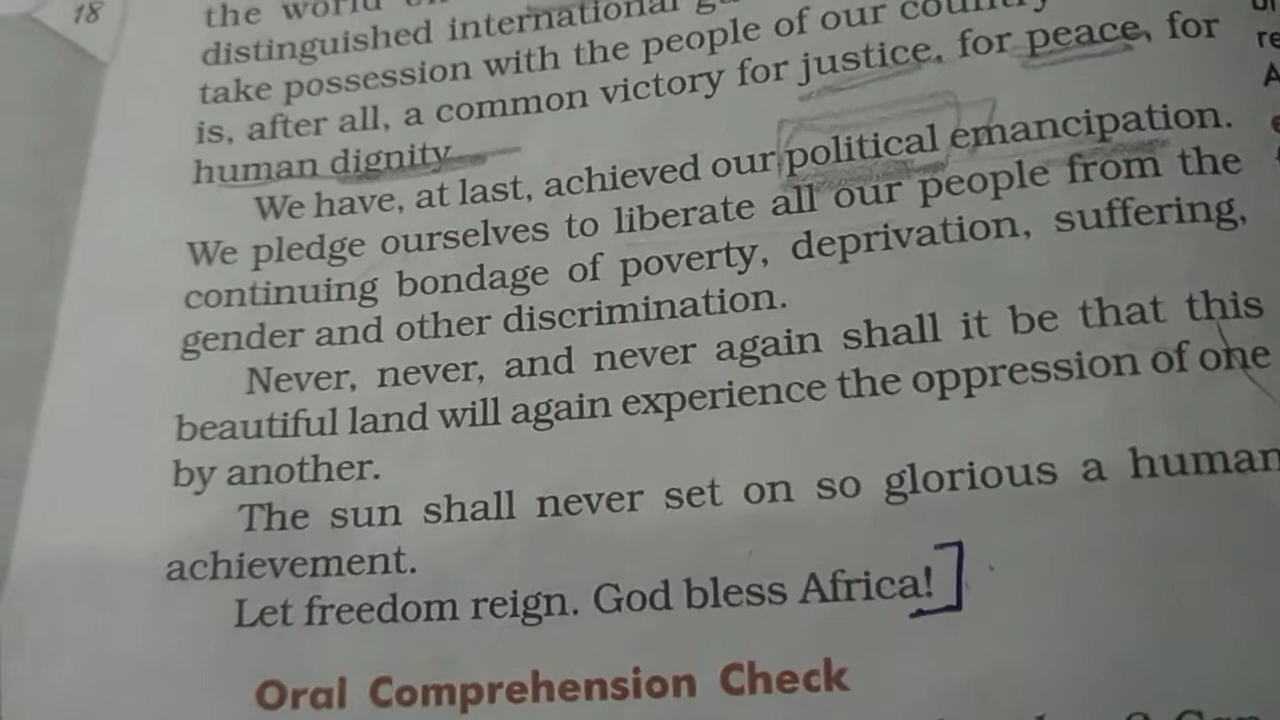 18
the world
distinguished international
take possession with the people of our country
is, after all, a common victory for justice, for peace, for
human dignity
We have, at last, achieved our political emancipation.
We pledge ourselves to liberate all our people from the
continuing bondage of poverty, deprivation, suffering,
gender and other discrimination.
Never, never, and never again shall it be that this
beautiful land will again experience the oppression of one
by another.
The sun shall never set on so glorious a human
achievement.
Let freedom reign. God bless Africa!]
Oral Comprehension Check